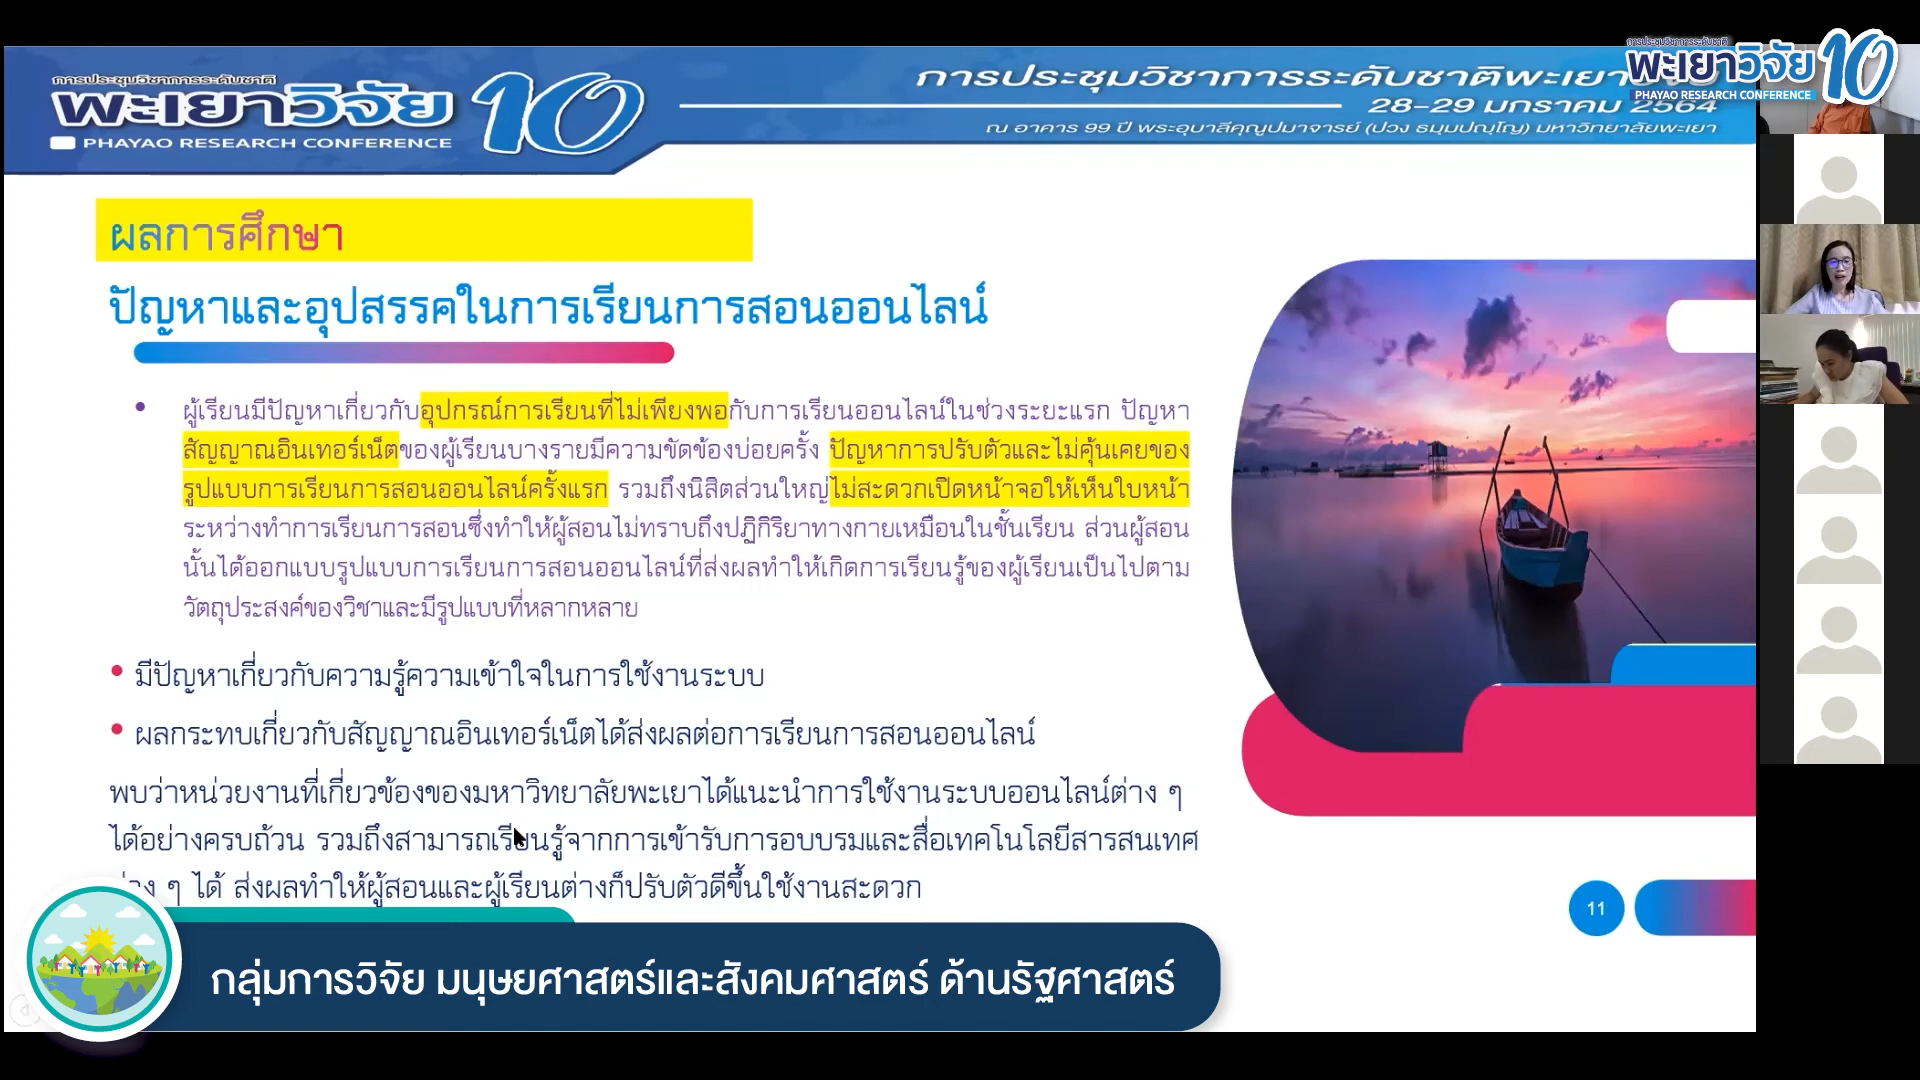 การประชุมวิชาการระดับชาติ
พะเยาวิจัย 10
PHAYAO RESEARCH CONFERENCE
การประชุมวิชาการระดับชาติพะเยา
28-29 มกราคม 2564
ณ อาคาร 99 ปี พระอุบาลีคุณูปมาจารย์ (ปวง ธมฺมปญฺโญ) มหาวิทยาลัยพะเยา
การประชุมวิชาการระดับชาติ
พะเยาวิจัย 10
PHAYAO RESEARCH CONFERENCE
ผลการศึกษา
ปัญหาและอุปสรรคในการเรียนการสอนออนไลน์
• ผู้เรียนมีปัญหาเกี่ยวกับอุปกรณ์การเรียนที่ไม่เพียงพอกับการเรียนออนไลน์ในช่วงระยะแรก ปัญหา
สัญญาณอินเทอร์เน็ตของผู้เรียนบางรายมีความขัดข้องบ่อยครั้ง ปัญหาการปรับตัวและไม่คุ้นเคยของ
รูปแบบการเรียนการสอนออนไลน์ครั้งแรก รวมถึงนิสิตส่วนใหญ่ไม่สะดวกเปิดหน้าจอให้เห็นใบหน้า
ระหว่างทำการเรียนการสอนซึ่งทำให้ผู้สอนไม่ทราบถึงปฏิกิริยาทางกายเหมือนในชั้นเรียน ส่วนผู้สอน
นั้นได้ออกแบบรูปแบบการเรียนการสอนออนไลน์ที่ส่งผลทำให้เกิดการเรียนรู้ของผู้เรียนเป็นไปตาม
วัตถุประสงค์ของวิชาและมีรูปแบบที่หลากหลาย
• มีปัญหาเกี่ยวกับความรู้ความเข้าใจในการใช้งานระบบ
• ผลกระทบเกี่ยวกับสัญญาณอินเทอร์เน็ตได้ส่งผลต่อการเรียนการสอนออนไลน์
พบว่าหน่วยงานที่เกี่ยวข้องของมหาวิทยาลัยพะเยาได้แนะนำการใช้งานระบบออนไลน์ต่าง ๆ
ได้อย่างครบถ้วน รวมถึงสามารถเรียนรู้จากการเข้ารับการอบบรมและสื่อเทคโนโลยีสารสนเทศ
ๆ ได้ ส่งผลทำให้ผู้สอนและผู้เรียนต่างก็ปรับตัวดีขึ้นใช้งานสะดวก
11
กลุ่มการวิจัย มนุษยศาสตร์และสังคมศาสตร์ ด้านรัฐศาสตร์